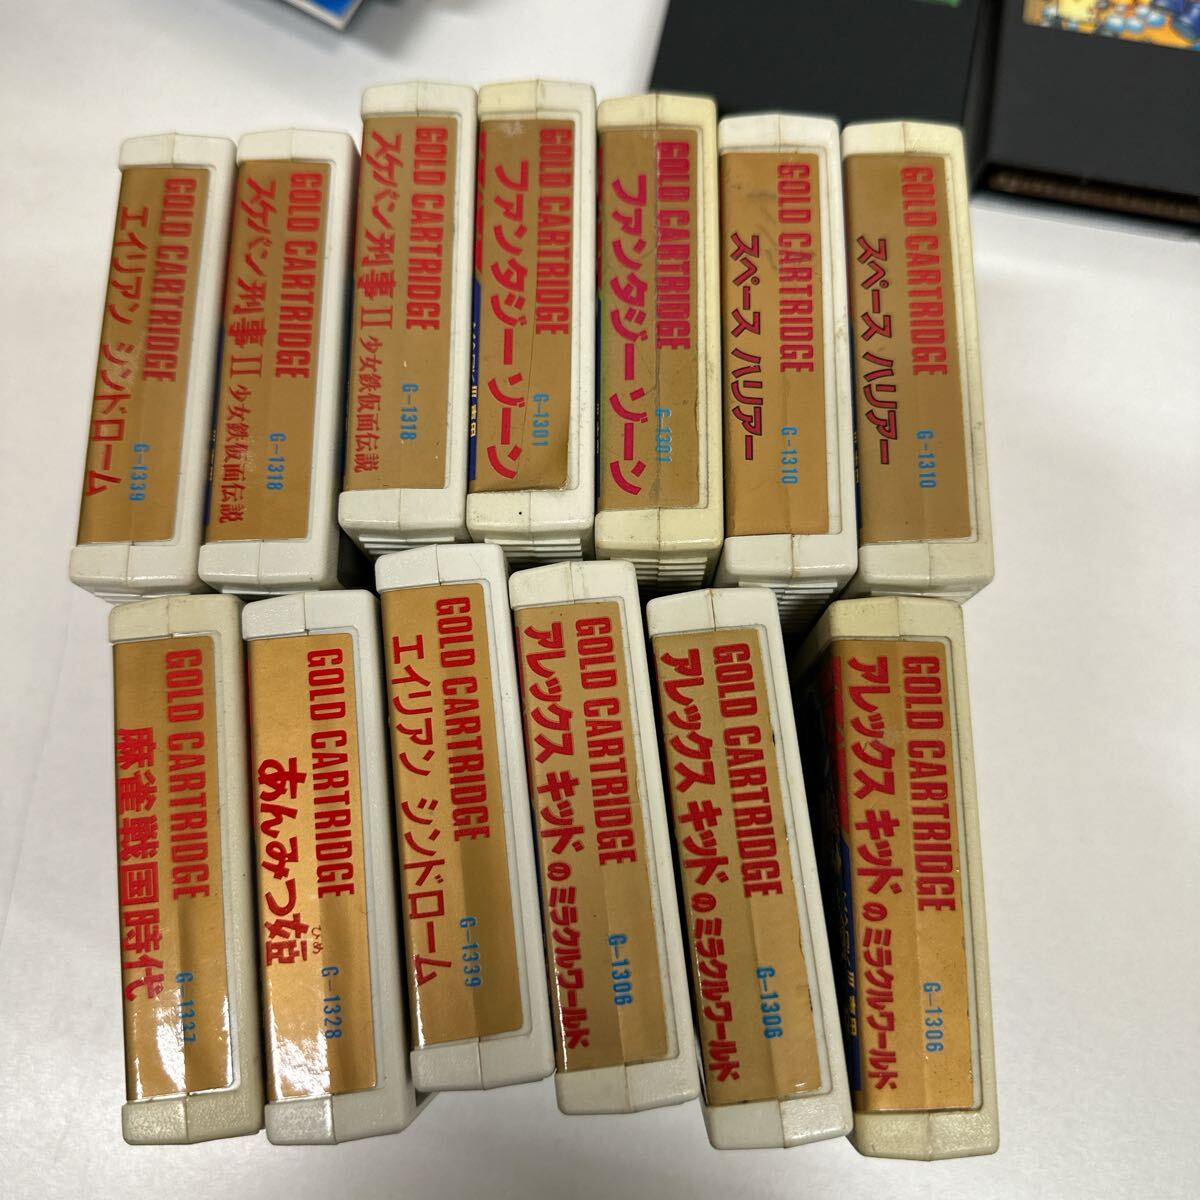 GOLD CARTRIDGE
エイリアン シンドローム
G-1339
GOLD CARTRIDGE
スケバン刑事II 少女鉄仮面伝説
G-1318
GOLD CARTRIDGE
スケバン刑事II 少女鉄仮面伝説
G-1318
GOLD CARTRIDGE
ファンタジーゾーン
G-1301
GOLD CARTRIDGE
ファンタジーゾーン
G-1301
GOLD CARTRIDGE
スペース ハリアー
G-1310
GOLD CARTRIDGE
スペース ハリアー
G-1310
GOLD CARTRIDGE
麻雀戦国時代
G-1337
GOLD CARTRIDGE
あんみつ姫
ひめ
G-1328
GOLD CARTRIDGE
エイリアン シンドローム
G-1339
GOLD CARTRIDGE
アレックス キッドのミラクルワールド
G-1306
GOLD CARTRIDGE
アレックス キッドのミラクルワールド
G-1306
GOLD CARTRIDGE
アレックス キッドのミラクルワールド
G-1306